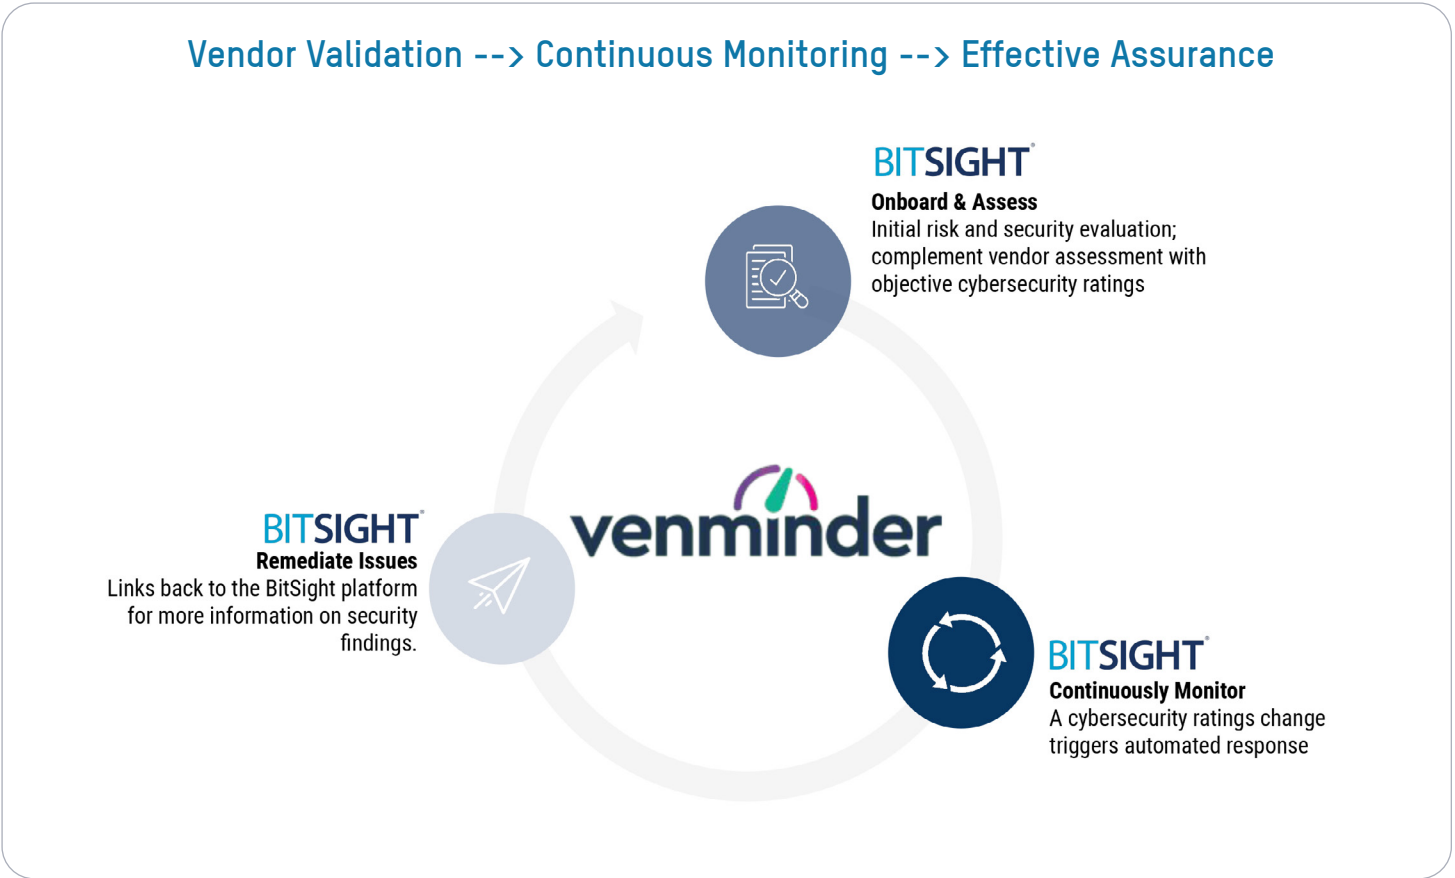 Vendor Validation --> Continuous Monitoring --> Effective Assurance
BITSIGHT®
Onboard & Assess
Initial risk and security evaluation;
complement vendor assessment with
objective cybersecurity ratings
venminder
BITSIGHT®
Remediate Issues
Links back to the BitSight platform
for more information on security
findings.
BITSIGHT®
Continuously Monitor
A cybersecurity ratings change
triggers automated response